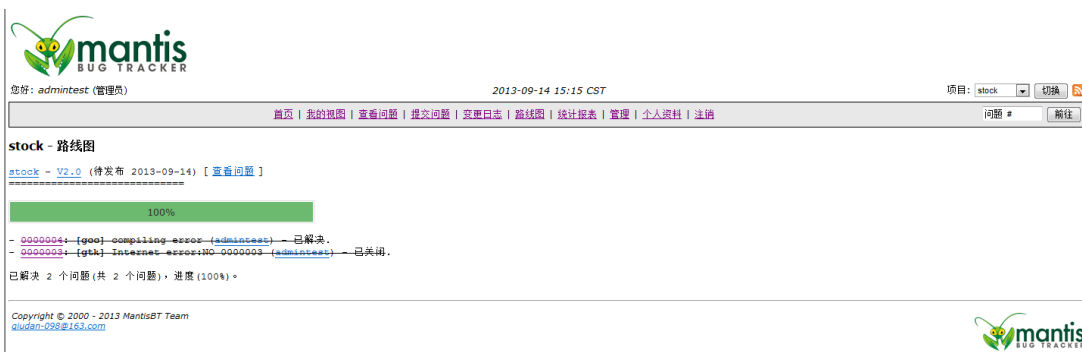 mantis
BUG TRACKER
您好: admintest (管理员)
2013-09-14 15:15 CST
项目: stock 切换
首页 | 我的视图 | 查看问题 | 提交问题 | 变更日志 | 路线图 | 统计报表 | 管理 | 个人资料 | 注销
问题 # 前往
stock - 路线图
stock - V2.0 (待发布 2013-09-14) [ 查看问题 ]
==============================
100%
- 0000004: [goo] compiling error (admintest) - 已解决.
- 0000003: [gtk] Internet error:NO 0000003 (admintest) - 已关闭.
已解决 2 个问题(共 2 个问), 进度(100%)。
Copyright © 2000 - 2013 MantisBT Team
qiudan-098@163.com
mantis
BUG TRACKER